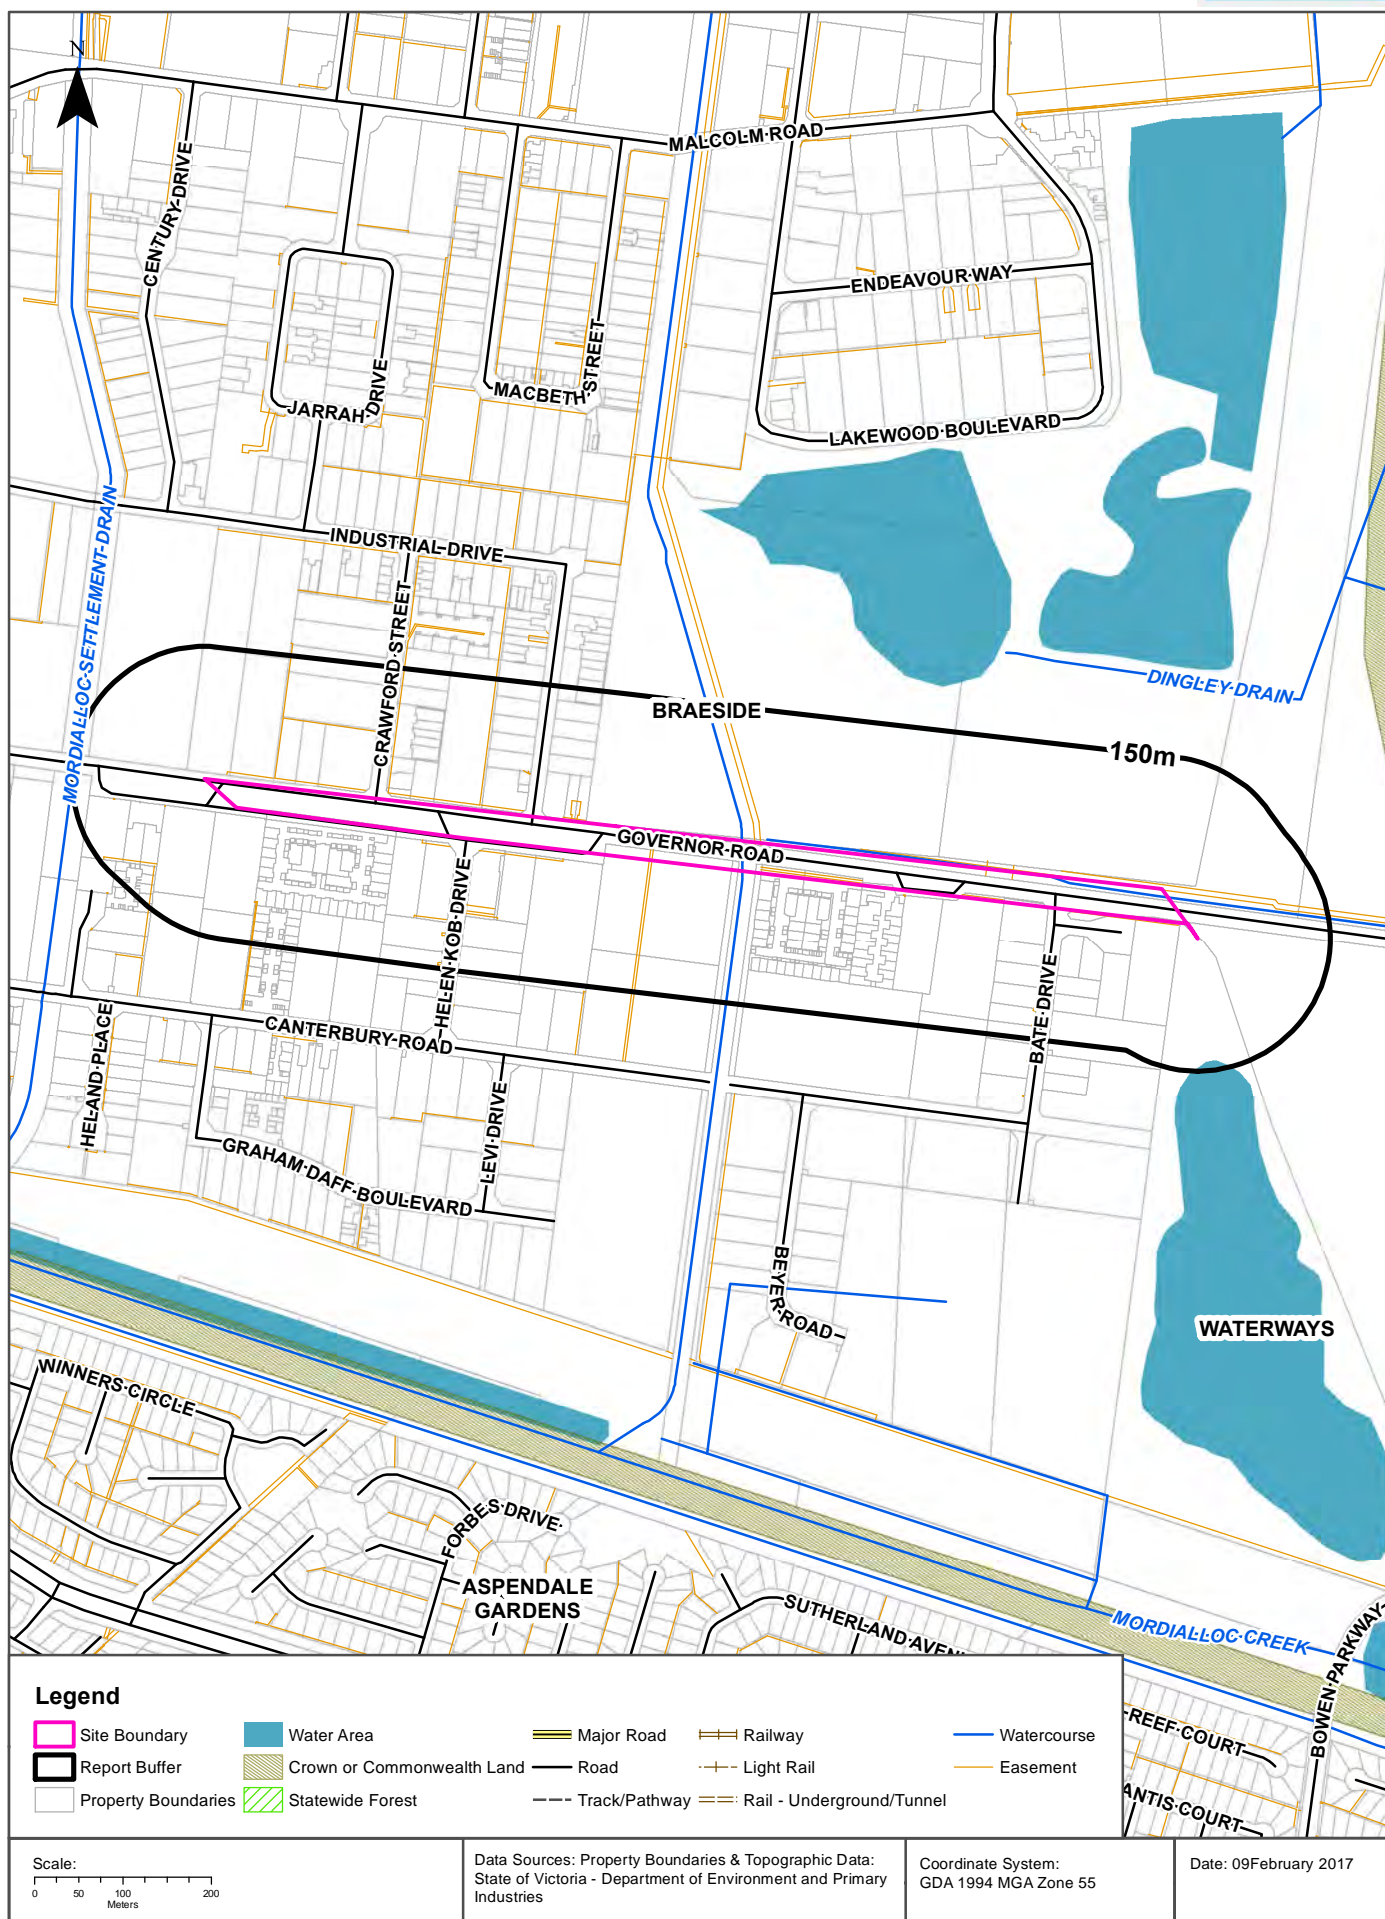 N
MALCOLM ROAD
CENTURY DRIVE
ENDEAVOUR WAY
MACBETH STREET
JARRAH DRIVE
LAKEWOOD BOULEVARD
MORDIALLOC SETTLEMENT DRAIN
INDUSTRIAL DRIVE
CRAWFORD STREET
DINGLEY DRAIN
BRAESIDE
150m
GOVERNOR ROAD
HELEN KOB DRIVE
BATE DRIVE
HELAND PLACE
CANTERBURY ROAD
LEVI DRIVE
GRAHAM DAFF BOULEVARD
BEYER ROAD
WATERWAYS
WINNERS CIRCLE
FORBES DRIVE
ASPENDALE
GARDENS
SUTHERLAND AVEN
MORDIALLOC CREEK
BOWEN PARKWAY
REEF COURT
ANTIS COURT
Legend
Site Boundary
Water Area
Major Road
Railway
Watercourse
Report Buffer
Crown or Commonwealth Land
Road
Light Rail
Easement
Property Boundaries
Statewide Forest
Track/Pathway
Rail - Underground/Tunnel
Scale:
0 50 100 200
Meters
Data Sources: Property Boundaries & Topographic Data:
State of Victoria - Department of Environment and Primary
Industries
Coordinate System:
GDA 1994 MGA Zone 55
Date: 09February 2017